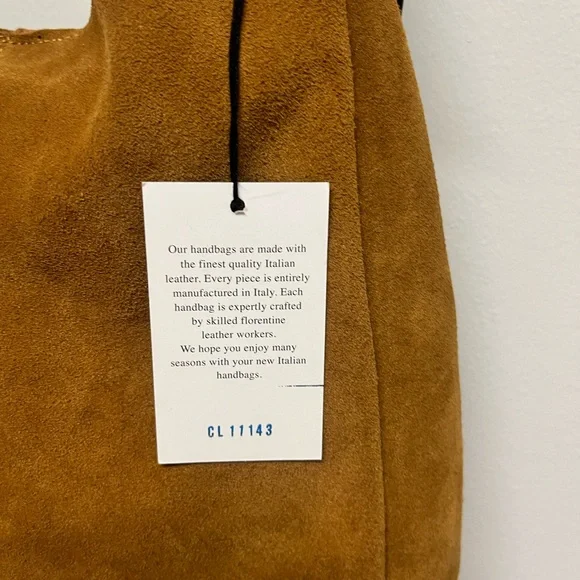 Our handbags are made with
the finest quality Italian
leather. Every piece is entirely
manufactured in Italy. Each
handbag is expertly crafted
by skilled florentine
leather workers.
We hope you enjoy many
seasons with your new Italian
handbags.
CL 11143